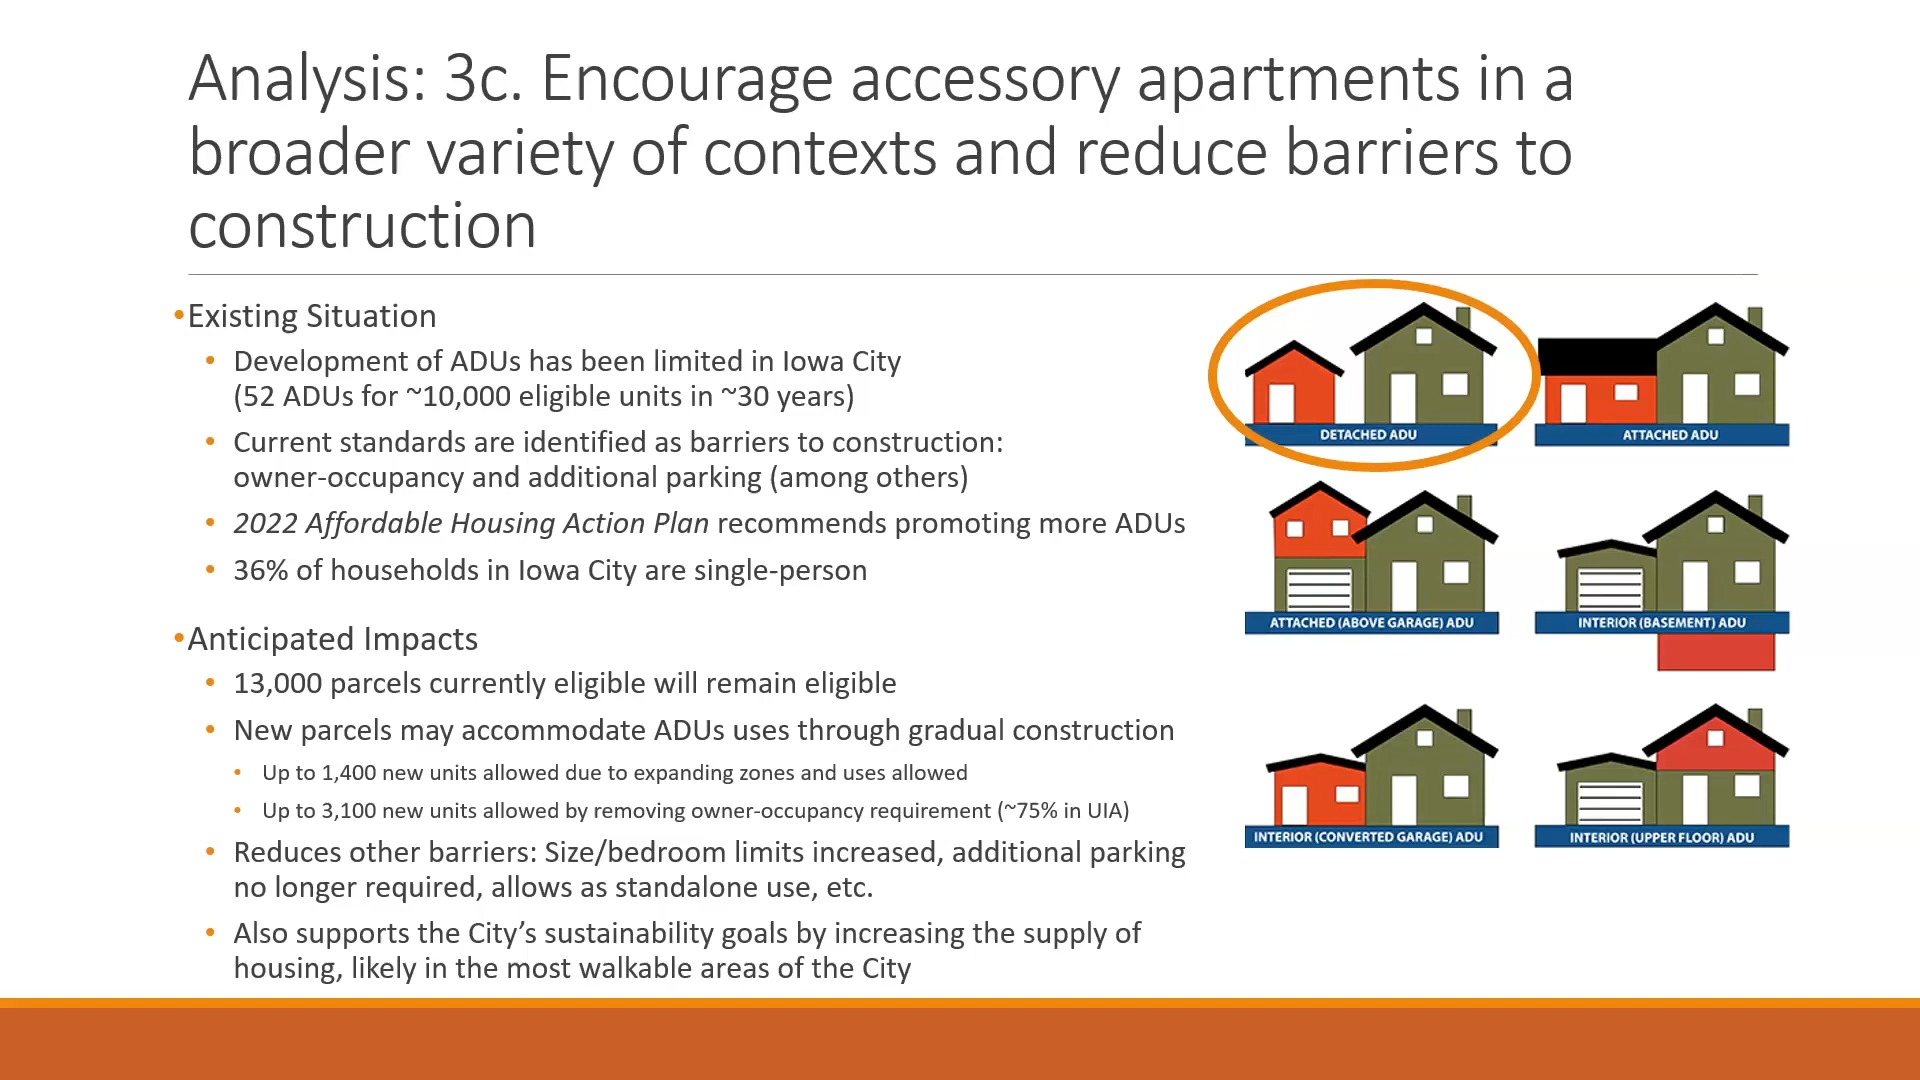 Analysis: 3c. Encourage accessory apartments in a
broader variety of contexts and reduce barriers to
construction
•Existing Situation
• Development of ADUs has been limited in Iowa City
(52 ADUs for ~10,000 eligible units in ~30 years)
• Current standards are identified as barriers to construction:
owner-occupancy and additional parking (among others)
• 2022 Affordable Housing Action Plan recommends promoting more ADUs
• 36% of households in Iowa City are single-person
•Anticipated Impacts
• 13,000 parcels currently eligible will remain eligible
• New parcels may accommodate ADUs uses through gradual construction
• Up to 1,400 new units allowed due to expanding zones and uses allowed
• Up to 3,100 new units allowed by removing owner-occupancy requirement (~75% in UIA)
• Reduces other barriers: Size/bedroom limits increased, additional parking
no longer required, allows as standalone use, etc.
• Also supports the City’s sustainability goals by increasing the supply of
housing, likely in the most walkable areas of the City
DETACHED ADU
ATTACHED ADU
ATTACHED (ABOVE GARAGE) ADU
INTERIOR (BASEMENT) ADU
INTERIOR (CONVERTED GARAGE) ADU
INTERIOR (UPPER FLOOR) ADU